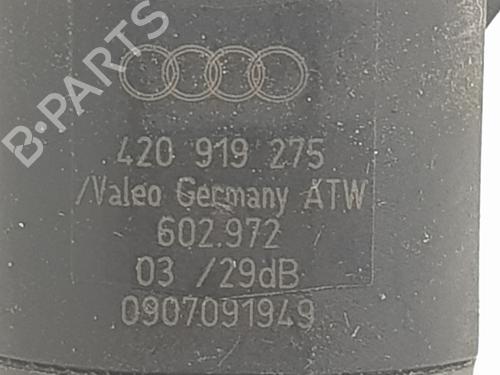 B-PARTS
420 919 275
/Valeo Germany ATW
602.972
03 /29dB
0907091949